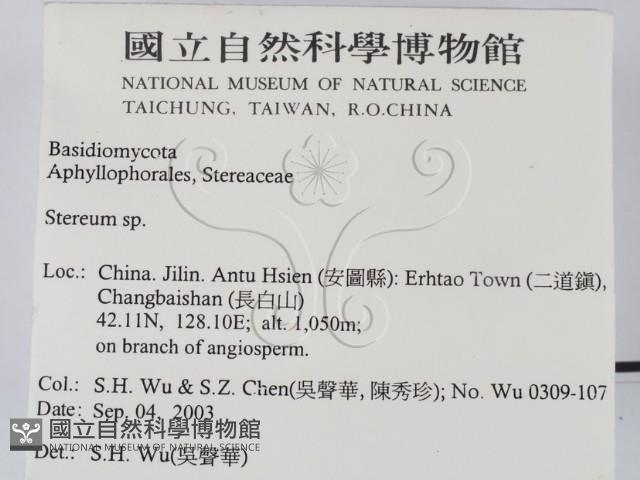 國立自然科學博物館
NATIONAL MUSEUM OF NATURAL SCIENCE
TAICHUNG, TAIWAN, R.O.CHINA
Basidiomycota
Aphyllophorales, Stereaceae
Stereum sp.
Loc.: China. Jilin. Antu Hsien (安圖縣): Erhtao Town (二道鎮),
Changbaishan (長白山)
42.11N, 128.10E; alt. 1,050m;
on branch of angiosperm.
Col.: S.H. Wu & S.Z. Chen(吳聲華, 陳秀珍); No. Wu 0309-107
Date: Sep. 04, 2003
國立自然科學博物館
NATIONAL MUSEUM OF NATURAL SCIENCE
Det.: S.H. Wu(吳聲華)